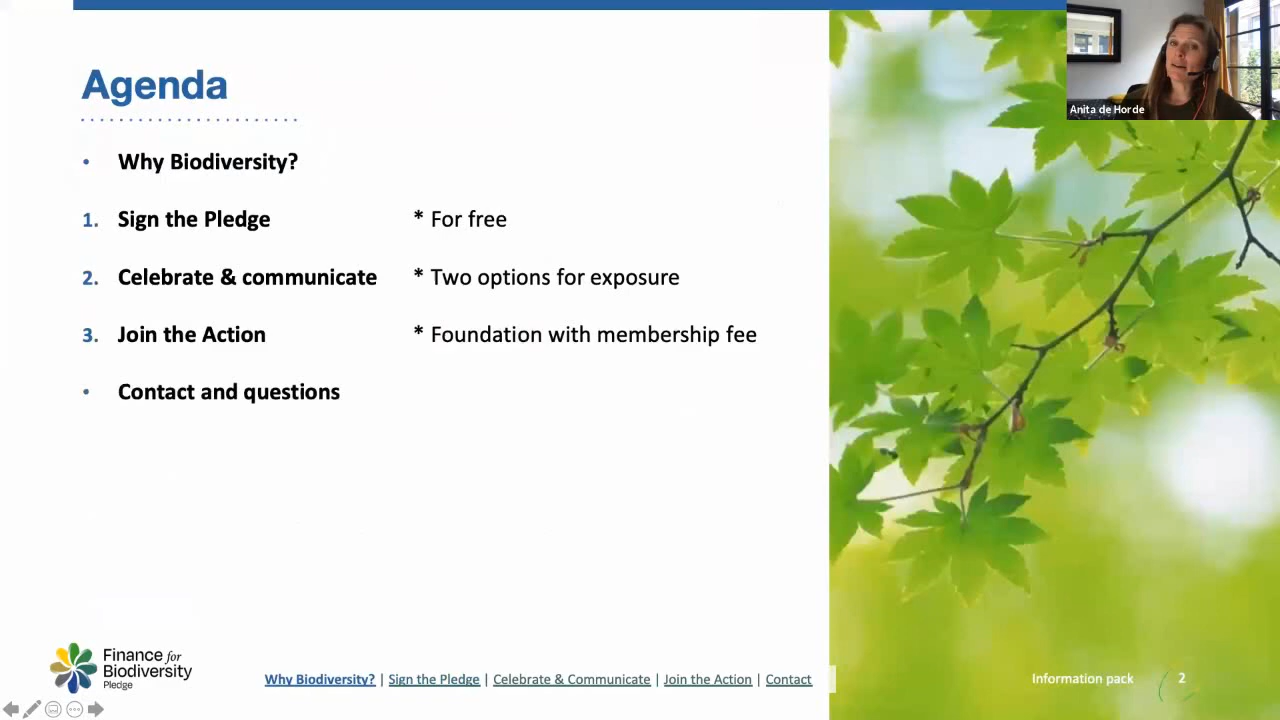 Agenda
Anita de Horde
• Why Biodiversity?
1. Sign the Pledge * For free
2. Celebrate & communicate * Two options for exposure
3. Join the Action * Foundation with membership fee
• Contact and questions
Finance for
Biodiversity
Pledge
Why Biodiversity? | Sign the Pledge | Celebrate & Communicate | Join the Action | Contact
Information pack 2